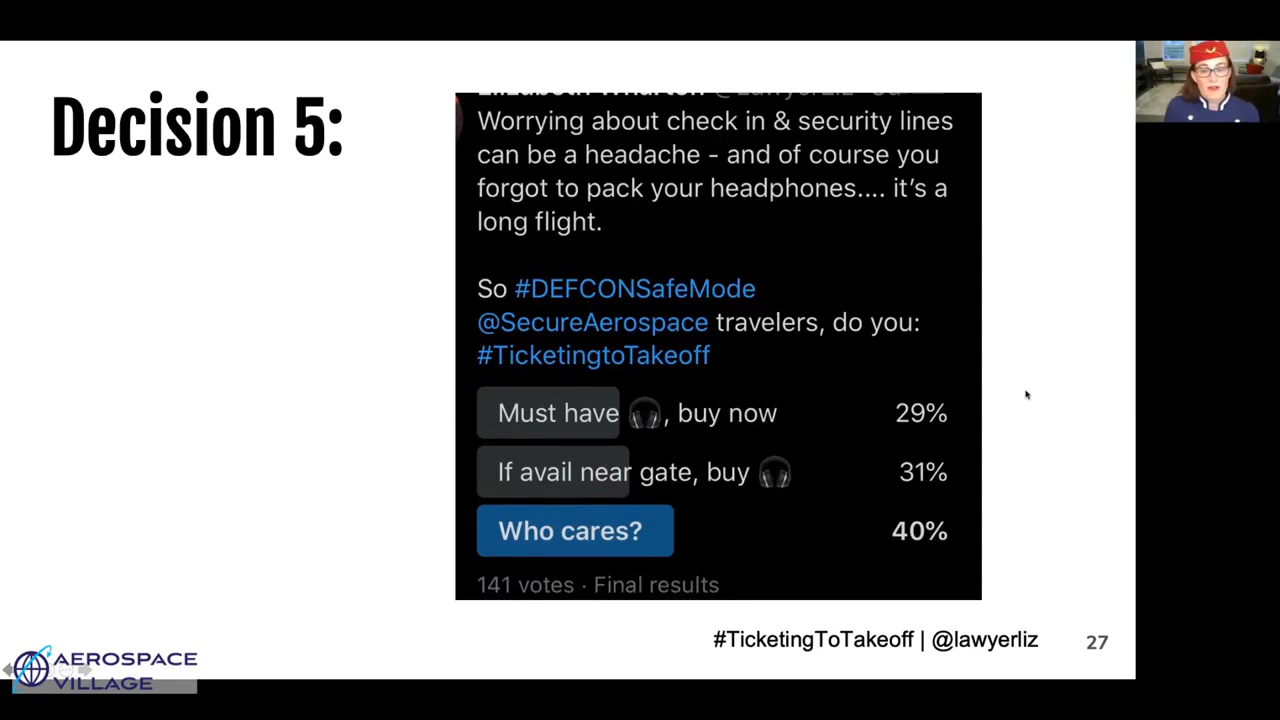 Decision 5:
Worrying about check in & security lines
can be a headache - and of course you
forgot to pack your headphones.... it's a
long flight.
So #DEFCONSafeMode
@SecureAerospace travelers, do you:
#TicketingtoTakeoff
Must have 🎧, buy now 29%
If avail near gate, buy 🎧 31%
Who cares? 40%
141 votes · Final results
#TicketingToTakeoff | @lawyerliz 27
AEROSPACE
VILLAGE